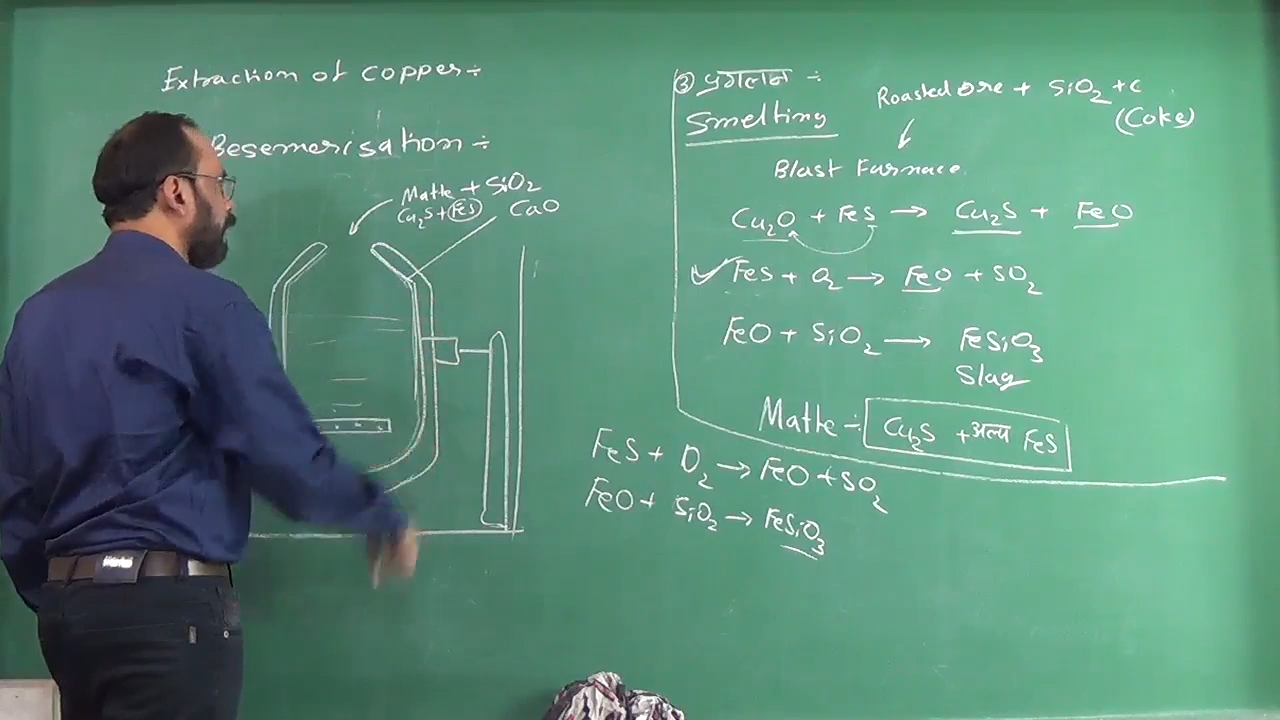 Extraction of copper ÷
Besemerisation ÷
Matte + SiO₂
Cu₂S + FeS
CaO
③ प्रगलन ÷
Smelting
Roasted Ore + SiO₂ + C
(Coke)
Blast Furnace.
Cu₂O + FeS → Cu₂S + FeO
✓ FeS + O₂ → FeO + SO₂
FeO + SiO₂ → FeSiO₃
Slag
Matte ÷ Cu₂S + अल्प FeS
FeS + O₂ → FeO + SO₂
FeO + SiO₂ → FeSiO₃